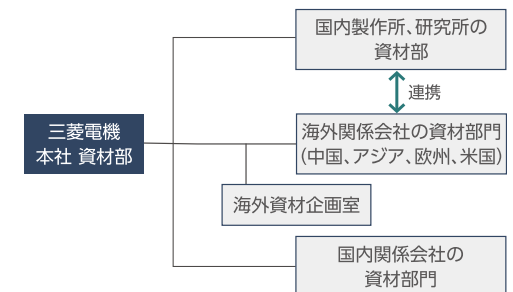 国内製作所、研究所の
資材部
連携
三菱電機
本社 資材部
海外関係会社の資材部門
(中国、アジア、欧州、米国)
海外資材企画室
国内関係会社の
資材部門